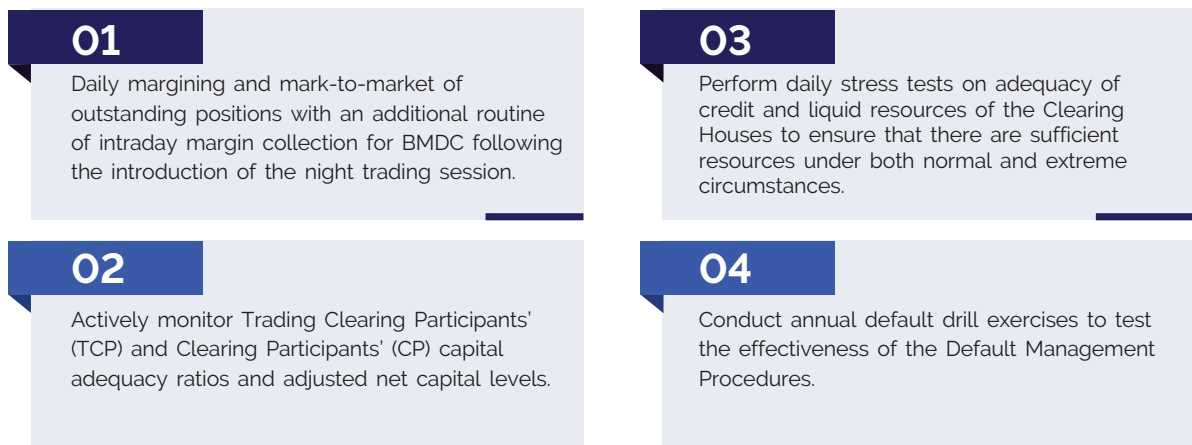 01
Daily margining and mark-to-market of
outstanding positions with an additional routine
of intraday margin collection for BMDC following
the introduction of the night trading session.
02
Actively monitor Trading Clearing Participants’
(TCP) and Clearing Participants’ (CP) capital
adequacy ratios and adjusted net capital levels.
03
Perform daily stress tests on adequacy of
credit and liquid resources of the Clearing
Houses to ensure that there are sufficient
resources under both normal and extreme
circumstances.
04
Conduct annual default drill exercises to test
the effectiveness of the Default Management
Procedures.